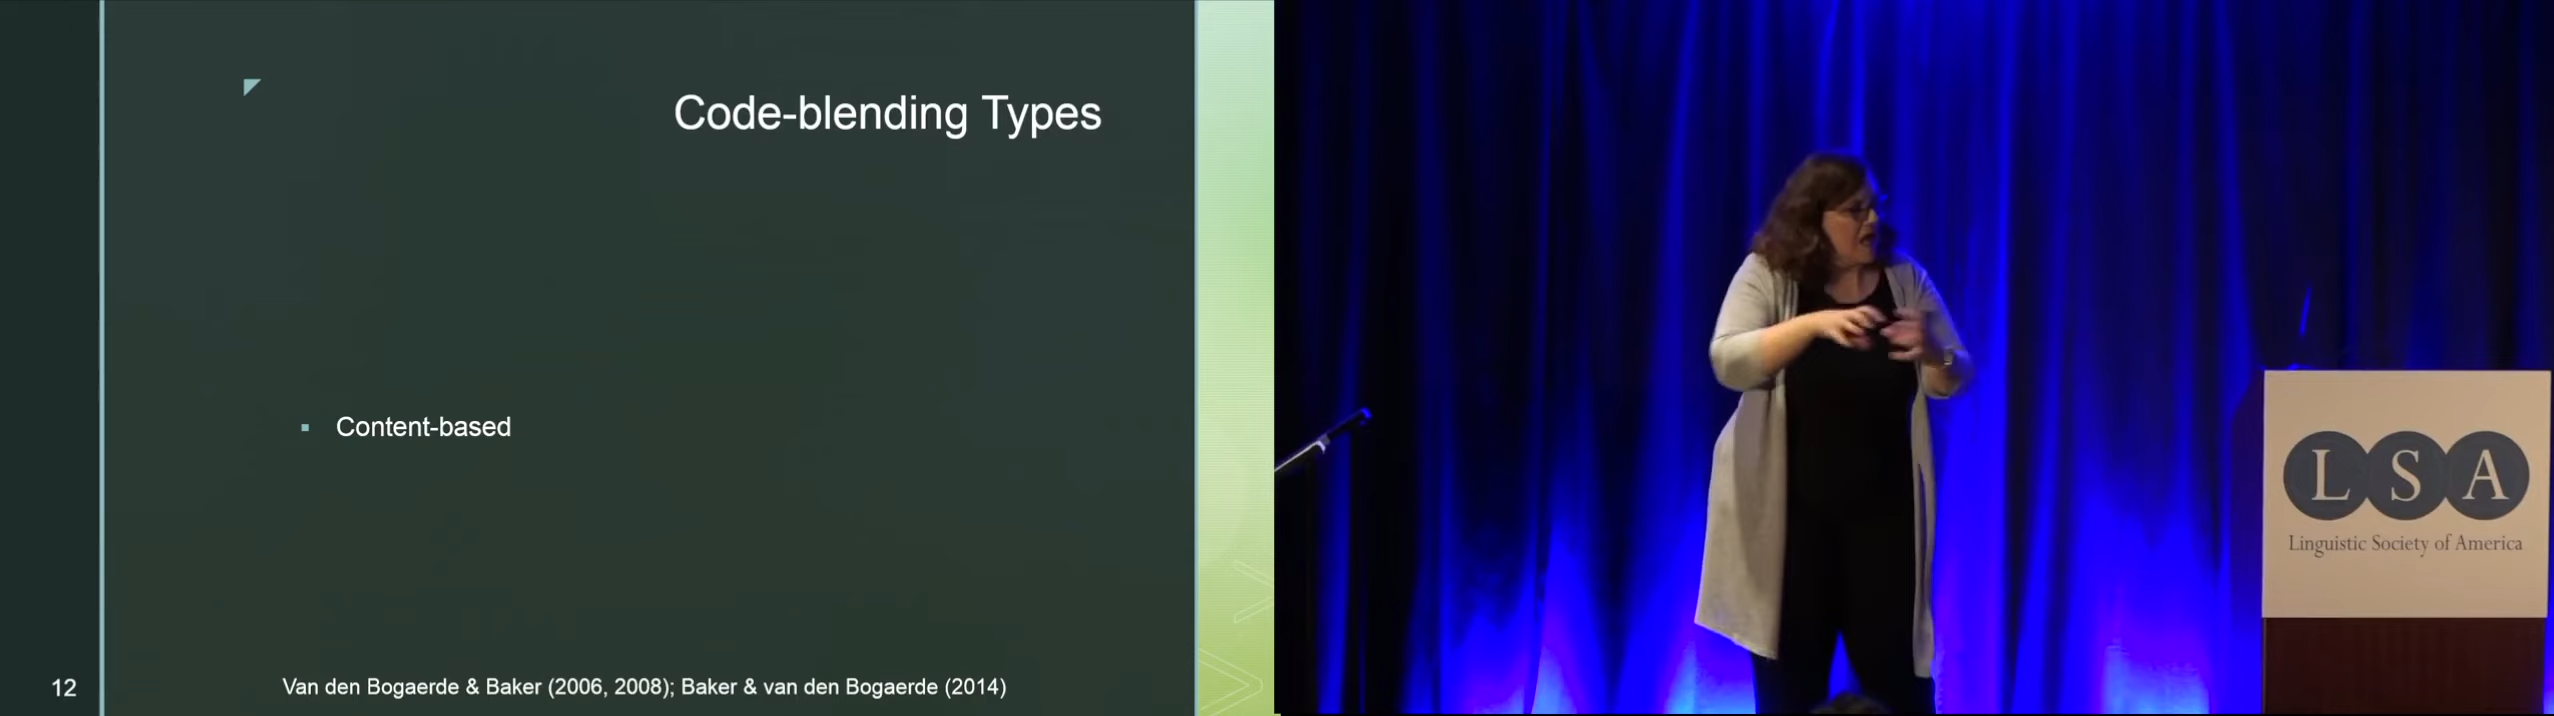 Code-blending Types
▪ Content-based
12
Van den Bogaerde & Baker (2006, 2008); Baker & van den Bogaerde (2014)
L S A
Linguistic Society of America